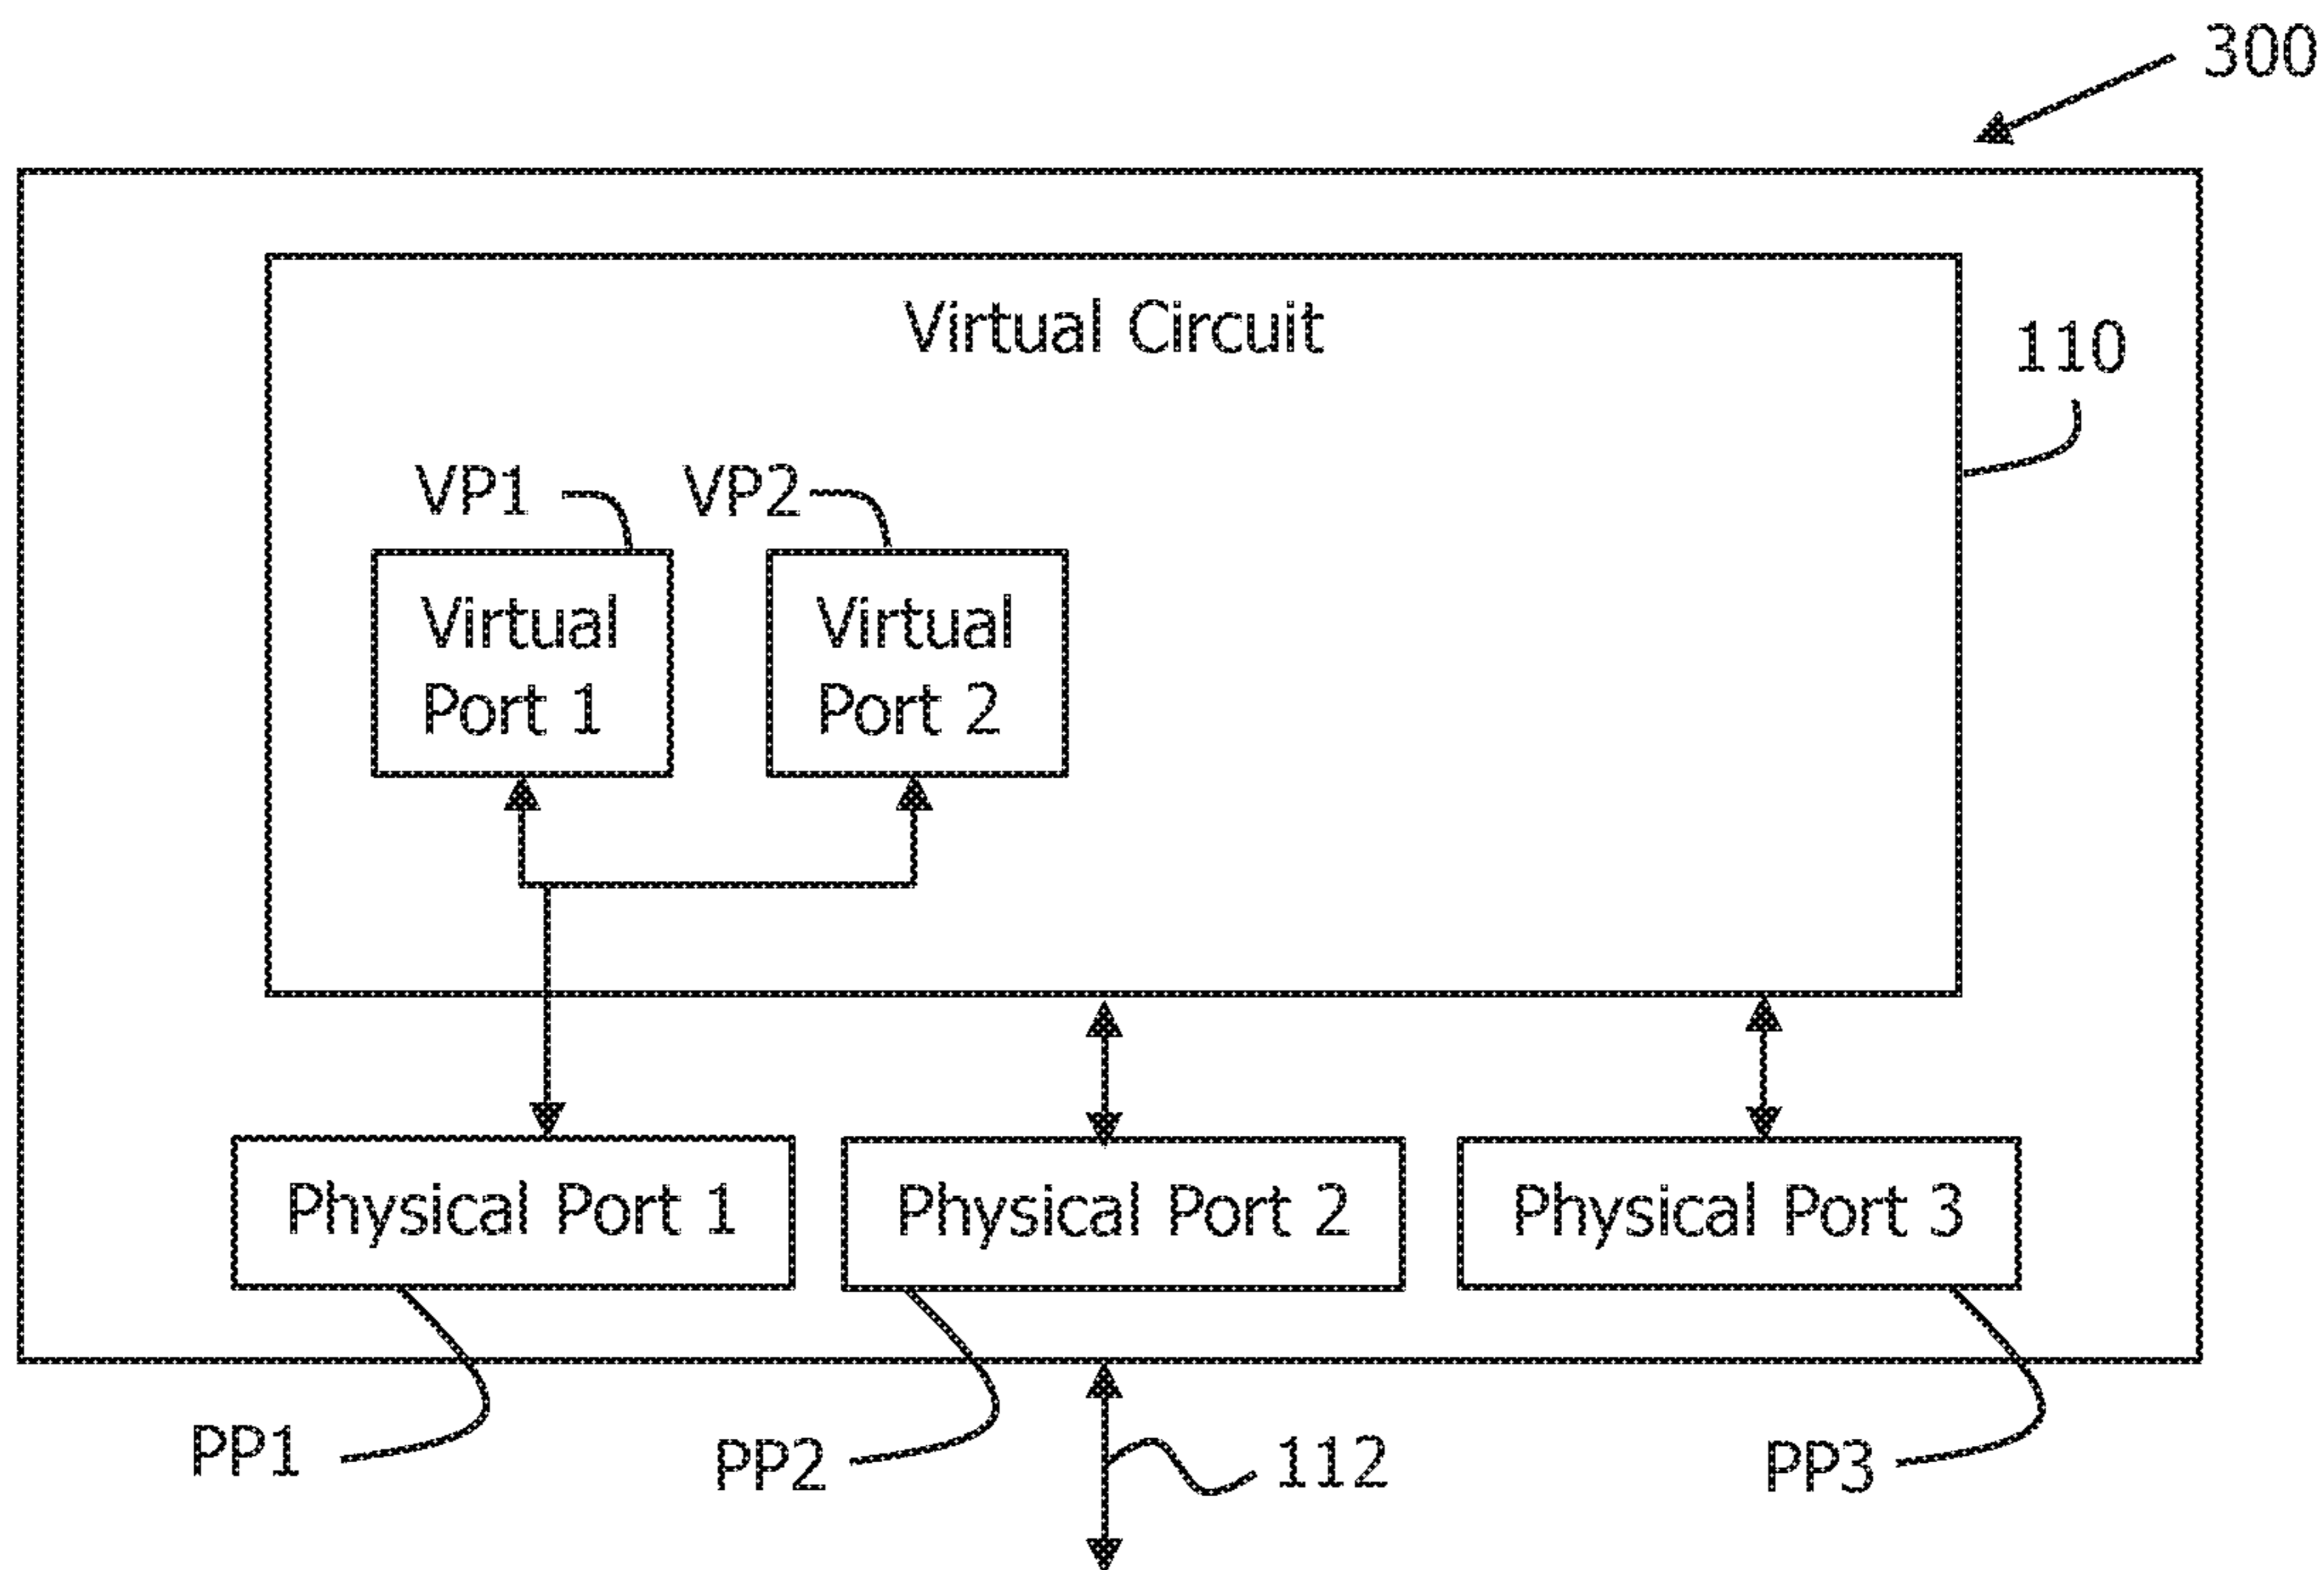 300
Virtual Circuit
110
VP1
VP2
Virtual
Port 1
Virtual
Port 2
Physical Port 1
Physical Port 2
Physical Port 3
PP1
PP2
112
PP3